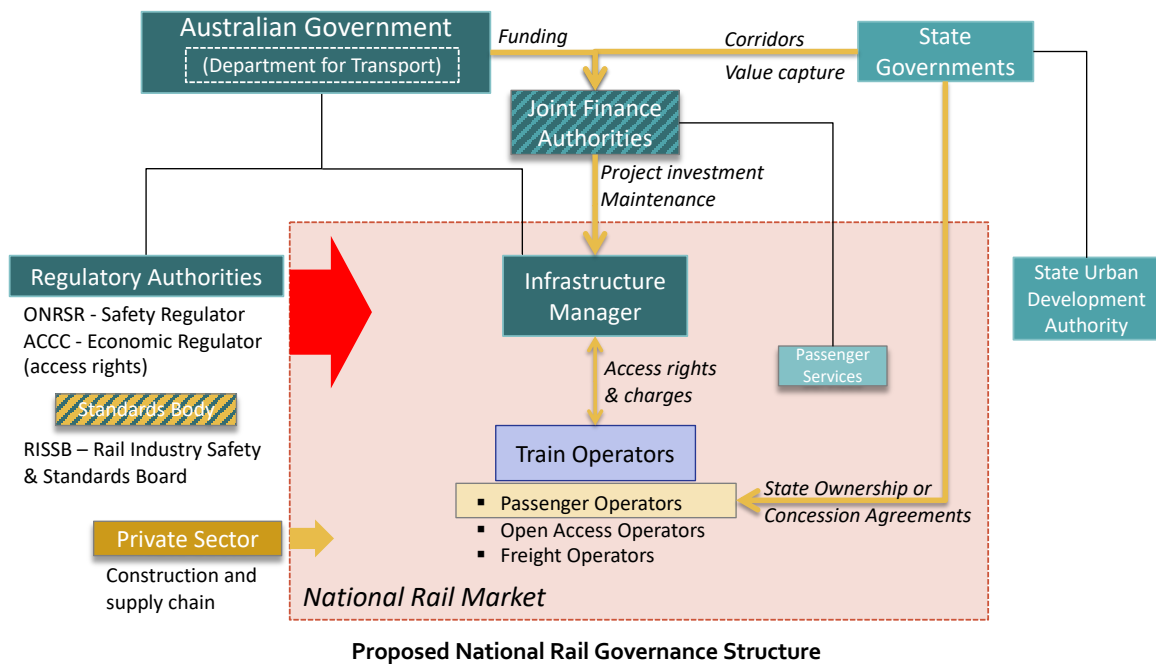 Australian Government
(Department for Transport)
Funding
Corridors
Value capture
State
Governments
Joint Finance
Authorities
Project investment
Maintenance
Regulatory Authorities
ONRSR - Safety Regulator
ACCC - Economic Regulator
(access rights)
Standards Body
RISSB – Rail Industry Safety
& Standards Board
Infrastructure
Manager
State Urban
Development
Authority
Passenger
Services
Access rights
& charges
Train Operators
▪ Passenger Operators
▪ Open Access Operators
▪ Freight Operators
State Ownership or
Concession Agreements
Private Sector
Construction and
supply chain
National Rail Market
Proposed National Rail Governance Structure